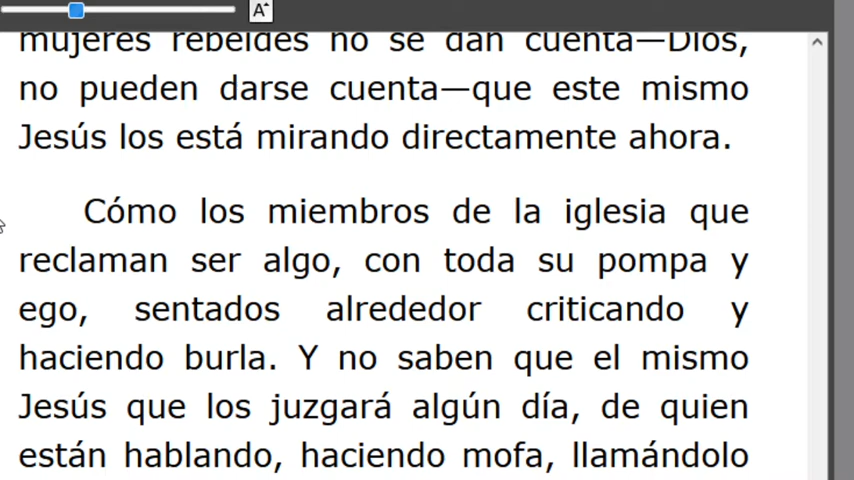 A
mujeres rebeldes no se dan cuenta—Dios,
no pueden darse cuenta—que este mismo
Jesús los está mirando directamente ahora.
Cómo los miembros de la iglesia que
reclaman ser algo, con toda su pompa y
ego, sentados alrededor criticando y
haciendo burla. Y no saben que el mismo
Jesús que los juzgará algún día, de quien
están hablando, haciendo mofa, llamándolo